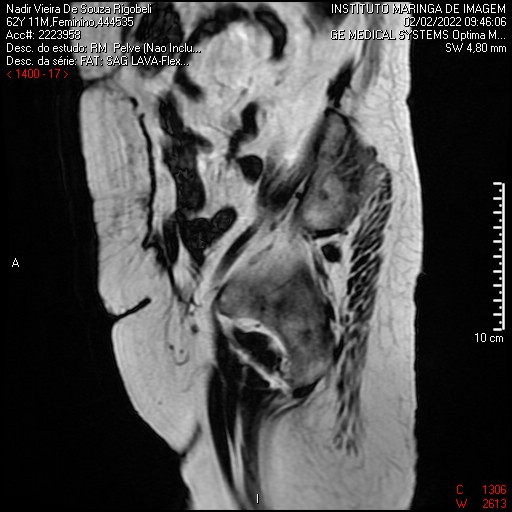 Nadir Vieira De Souza Rigobeli
62Y 11M,Feminino,444535
Acc#: 2223953
Desc. do estudo: RM Pelve (Nao Inclu...
Desc. da série: FAT: SAG LAVA-Flex...
< 1400 - 17 >
INSTITUTO MARINGA DE IMAGEM
02/02/2022 09:46:06
GE MEDICAL SYSTEMS Optima M...
SW 4,80 mm
A
10 cm
I
C 1306
W 2613